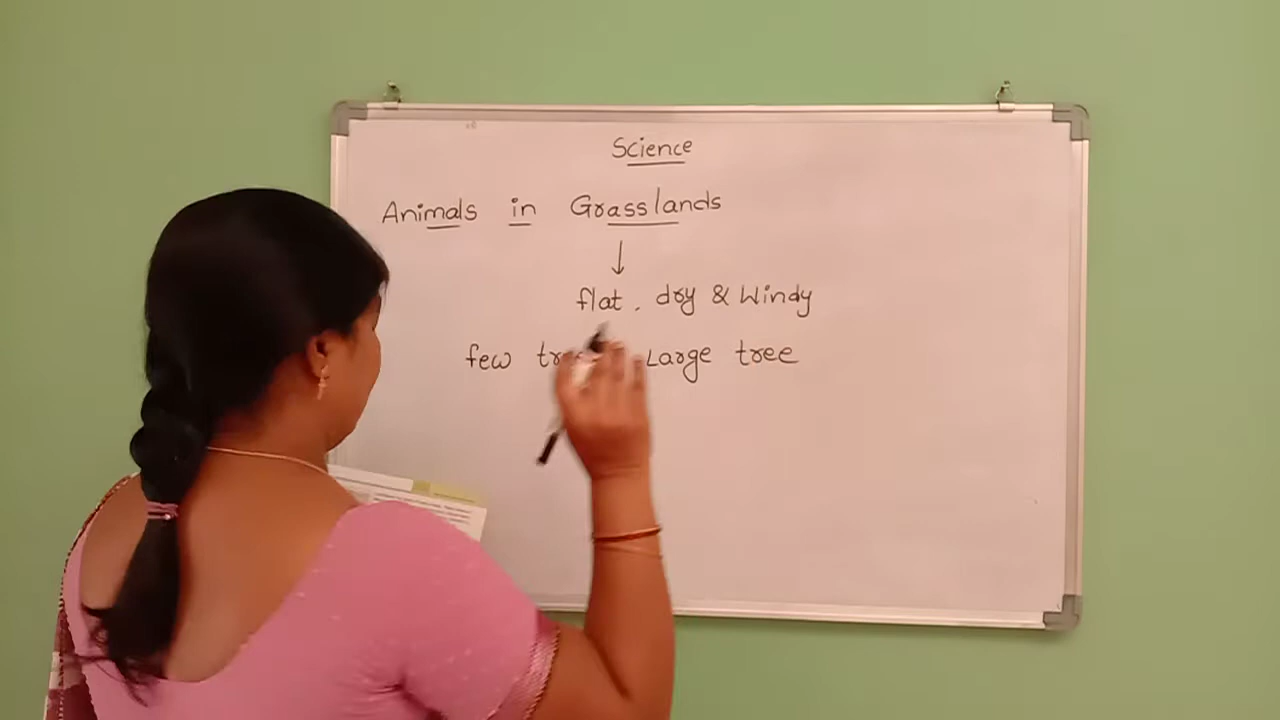 Science
Animals in Grasslands
↓
flat, dry & Windy
few Large tree